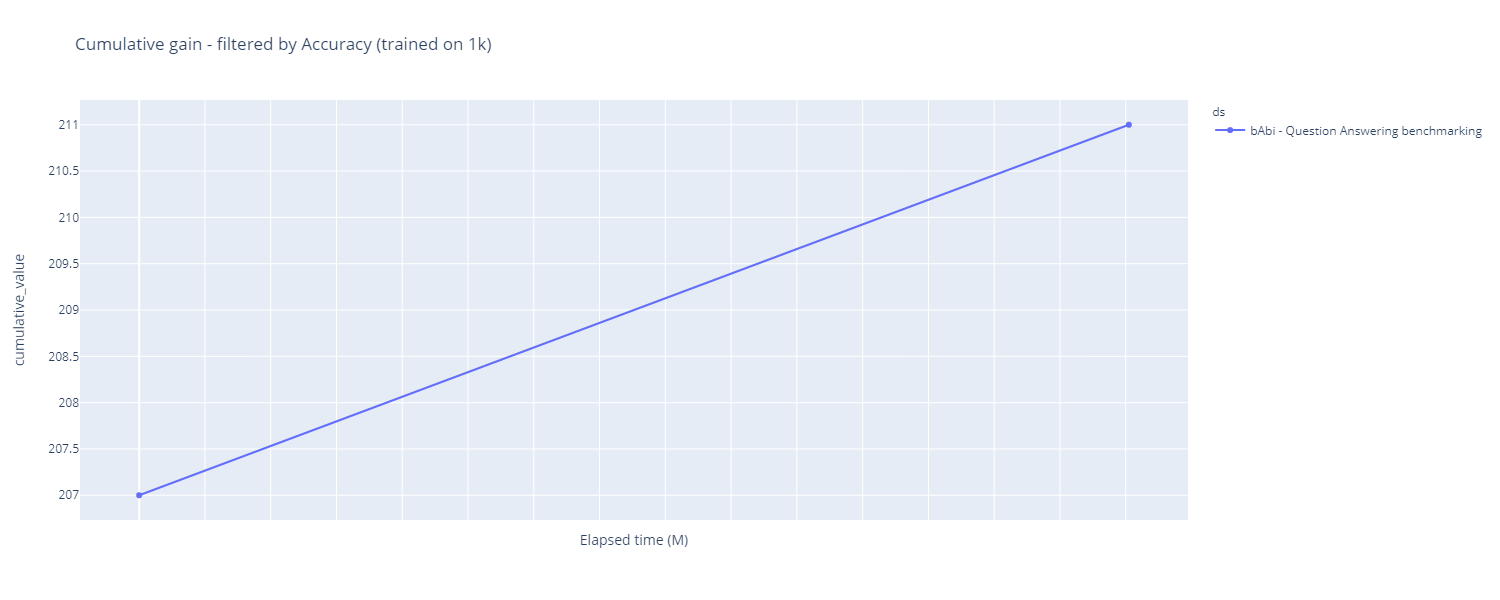 Cumulative gain - filtered by Accuracy (trained on 1k)
ds
bAbi - Question Answering benchmarking
211
210.5
210
209.5
209
208.5
208
207.5
207
cumulative_value
Elapsed time (M)